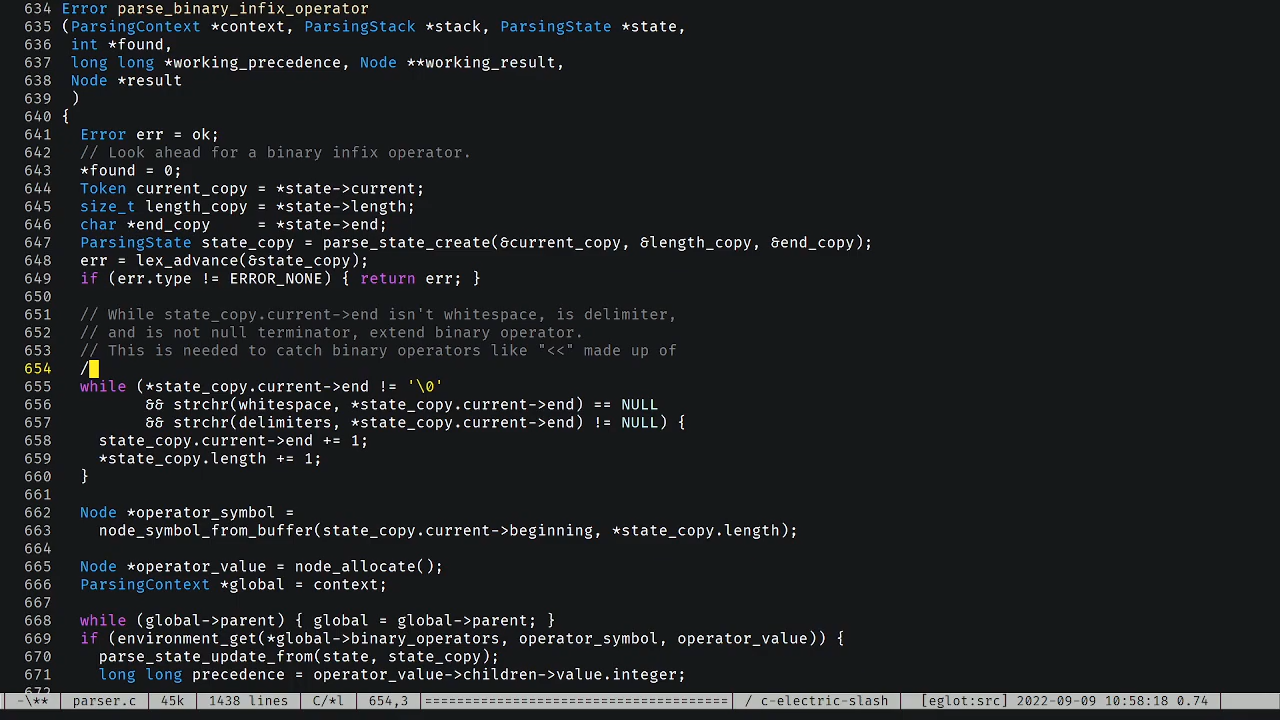 634 Error parse_binary_infix_operator
635 (ParsingContext *context, ParsingStack *stack, ParsingState *state,
636  int *found,
637  long long *working_precedence, Node **working_result,
638  Node *result
639  )
640 {
641   Error err = ok;
642   // Look ahead for a binary infix operator.
643   *found = 0;
644   Token current_copy = *state->current;
645   size_t length_copy = *state->length;
646   char *end_copy     = *state->end;
647   ParsingState state_copy = parse_state_create(&current_copy, &length_copy, &end_copy);
648   err = lex_advance(&state_copy);
649   if (err.type != ERROR_NONE) { return err; }
650
651   // While state_copy.current->end isn't whitespace, is delimiter,
652   // and is not null terminator, extend binary operator.
653   // This is needed to catch binary operators like "<<" made up of
654   /
655   while (*state_copy.current->end != '\0'
656          && strchr(whitespace, *state_copy.current->end) == NULL
657          && strchr(delimiters, *state_copy.current->end) != NULL) {
658     state_copy.current->end += 1;
659     *state_copy.length += 1;
660   }
661
662   Node *operator_symbol =
663     node_symbol_from_buffer(state_copy.current->beginning, *state_copy.length);
664
665   Node *operator_value = node_allocate();
666   ParsingContext *global = context;
667
668   while (global->parent) { global = global->parent; }
669   if (environment_get(*global->binary_operators, operator_symbol, operator_value)) {
670     parse_state_update_from(state, state_copy);
671     long long precedence = operator_value->children->value.integer;
672
-\** parser.c 45k 1438 lines C/*l 654,3 ================================= / c-electric-slash [eglot:src] 2022-09-09 10:58:18 0.74